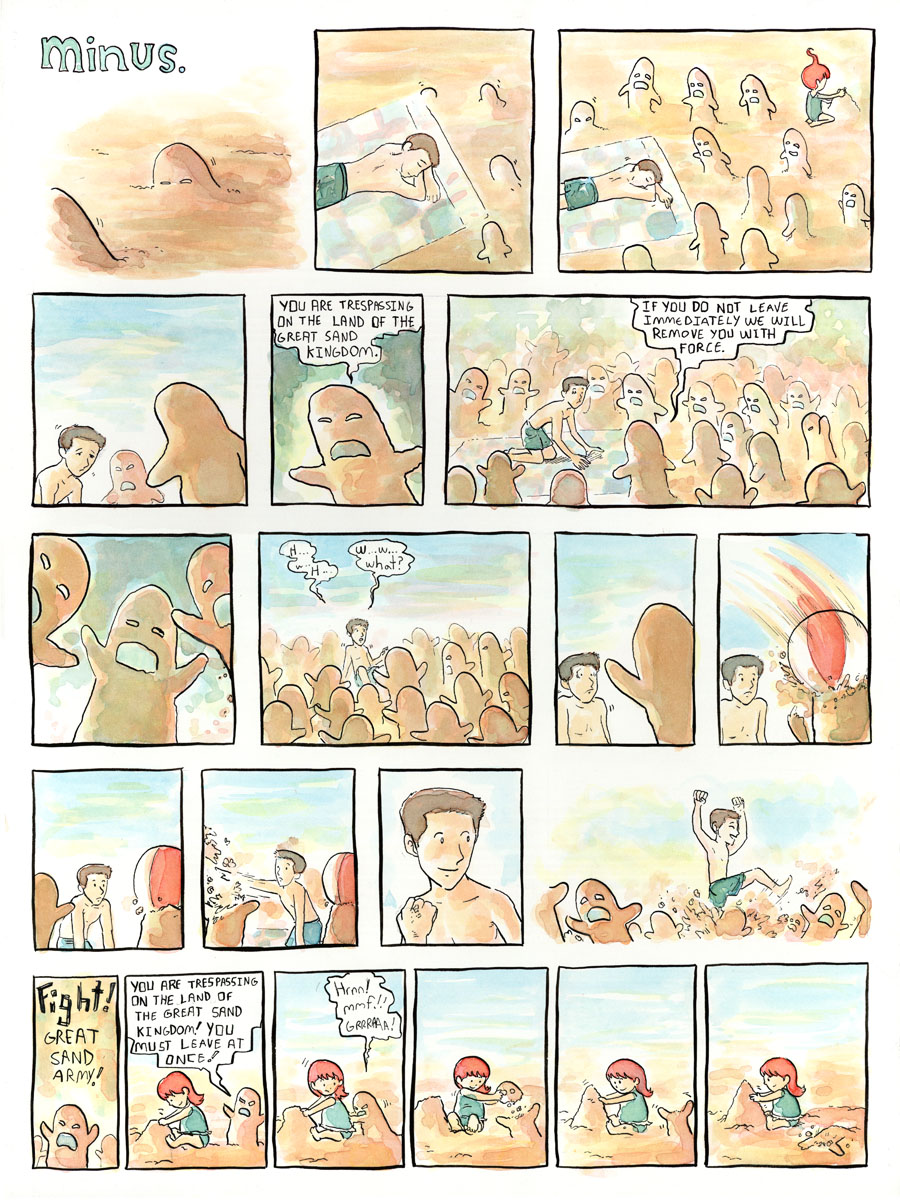 minus.
YOU ARE TRESPASSING
ON THE LAND OF THE
GREAT SAND
KINGDOM.
IF YOU DO NOT LEAVE
IMMEDIATELY WE WILL
REMOVE YOU WITH
FORCE.
H...
W...H...
W...W...
what?
Fight!
GREAT
SAND
ARMY!
YOU ARE TRESPASSING
ON THE LAND OF
THE GREAT SAND
KINGDOM! YOU
MUST LEAVE AT
ONCE!
Hrnn!
mmf!!
GRRRAAA!